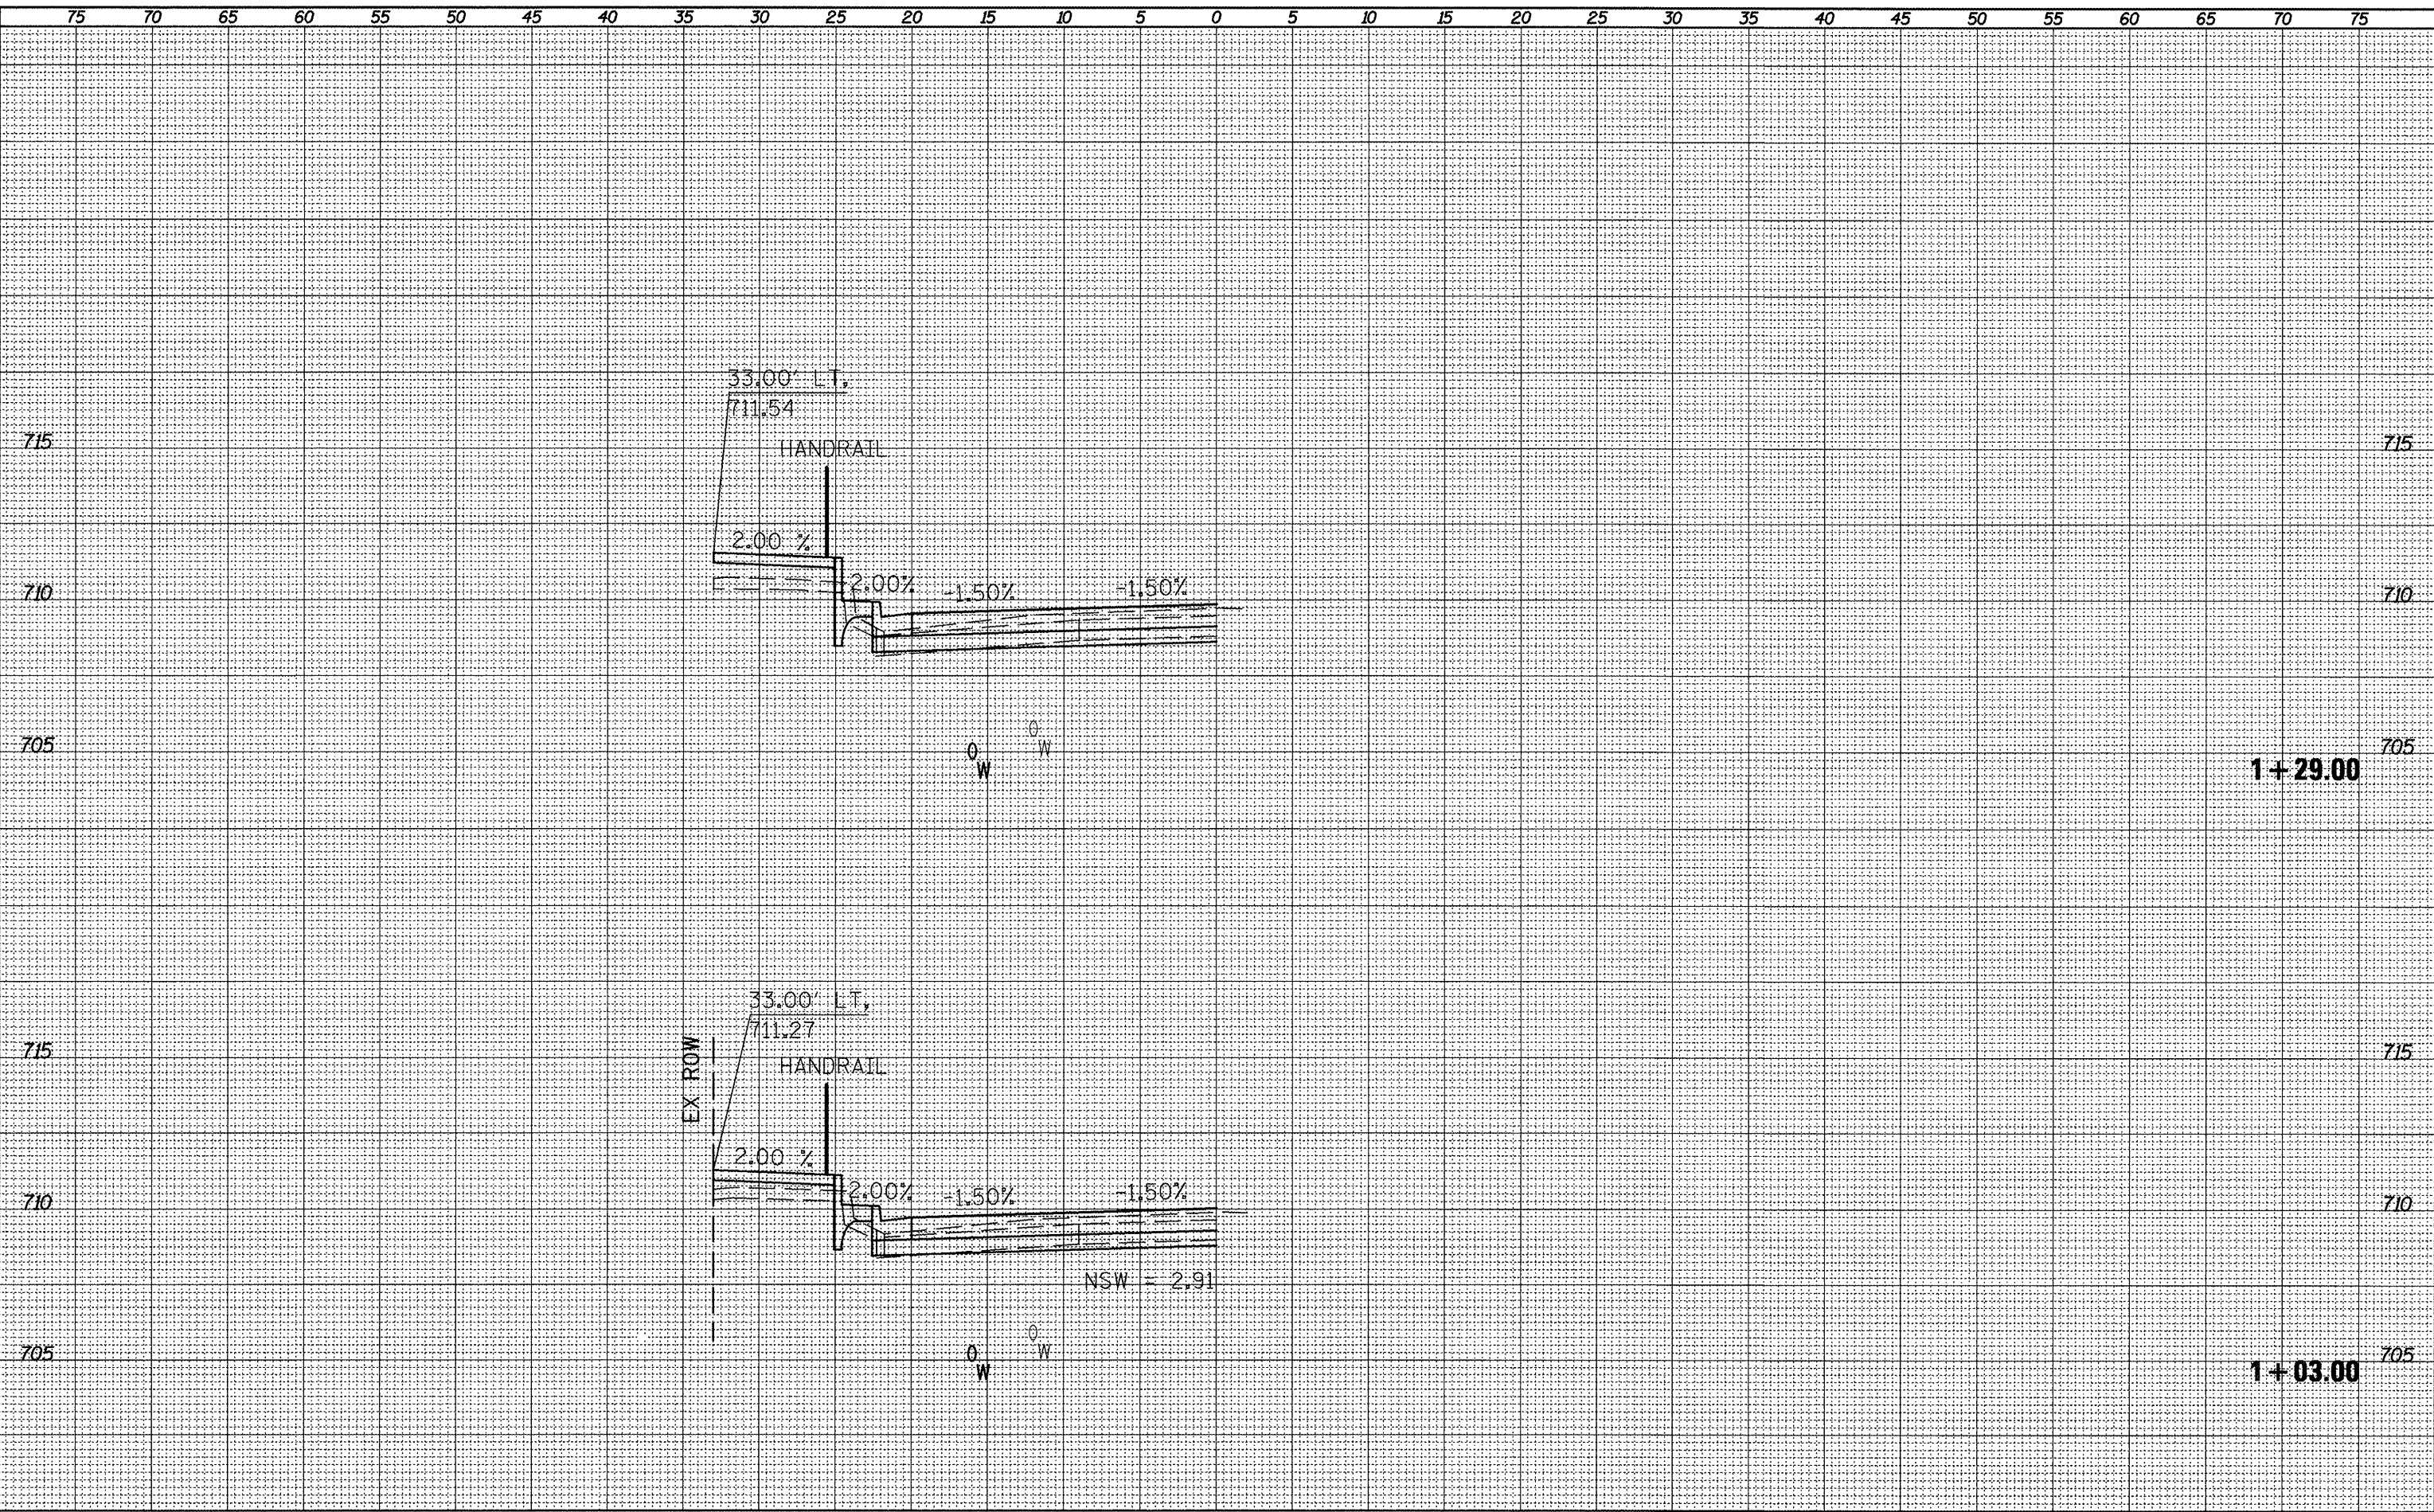 75 70 65 60 55 50 45 40 35 30 25 20 15 10 5 0 5 10 15 20 25 30 35 40 45 50 55 60 65 70 75
33.00' LT,
711.54
715 HANDRAIL 715
2.00 %
710 2.00% -1.50% -1.50% 710
0
W
705 0
W 705
1+29.00
33.00' LT,
711.27
EX ROW
715 HANDRAIL 715
2.00 %
710 2.00% -1.50% -1.50% 710
NSW = 2.91
0
W
705 0
W 705
1+03.00